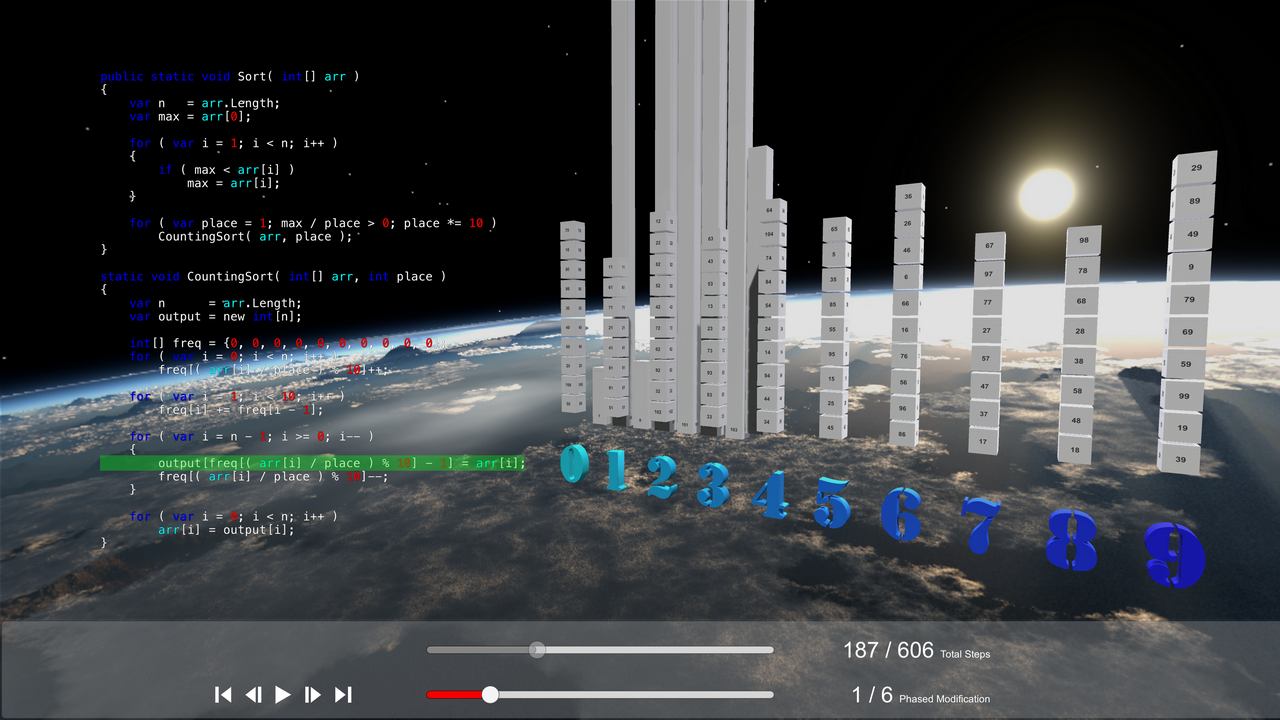 public static void Sort( int[] arr )
{
var n = arr.Length;
var max = arr[0];
for ( var i = 1; i < n; i++ )
{
if ( max < arr[i] )
max = arr[i];
}
for ( var place = 1; max / place > 0; place *= 10 )
CountingSort( arr, place );
}
static void CountingSort( int[] arr, int place )
{
var n = arr.Length;
var output = new int[n];
int[] freq = {0, 0, 0, 0, 0, 0, 0, 0, 0, 0
for ( var i = 0; i < n; i++
freq[( arr[i] / place ) % 10]++;
for ( var i = 1; i < 10; i++ )
freq[i] += freq[i - 1];
for ( var i = n - 1; i >= 0; i-- )
{
output[freq[( arr[i] / place ) % 10] - 1] = arr[i];
freq[( arr[i] / place ) % 10]--;
}
for ( var i = 0; i < n; i++ )
arr[i] = output[i];
}
64
104
74
84
54
24
14
94
44
34
65
5
35
85
55
95
15
25
45
36
26
46
6
66
16
76
56
96
86
67
97
77
27
57
47
37
17
98
78
68
28
38
58
48
18
29
89
49
9
79
69
59
99
19
39
0 1 2 3 4 5 6 7 8 9
187 / 606 Total Steps
1 / 6 Phased Modification